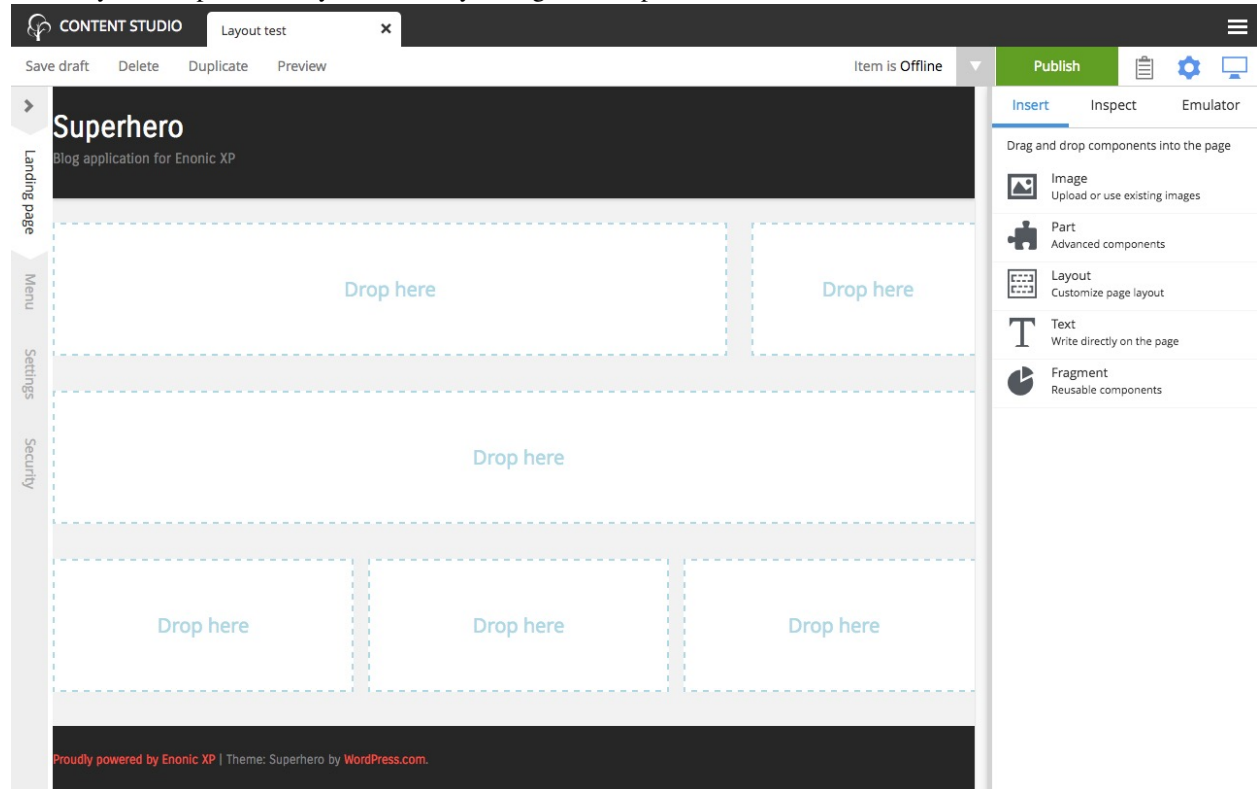 CONTENT STUDIO
Layout test
Save draft Delete Duplicate Preview
Item is Offline
Publish
Insert Inspect Emulator
Landing page
Menu
Settings
Security
Superhero
Blog application for Enonic XP
Drop here Drop here
Drop here
Drop here Drop here Drop here
Proudly powered by Enonic XP | Theme: Superhero by WordPress.com.
Drag and drop components into the page
Image
Upload or use existing images
Part
Advanced components
Layout
Customize page layout
Text
Write directly on the page
Fragment
Reusable components